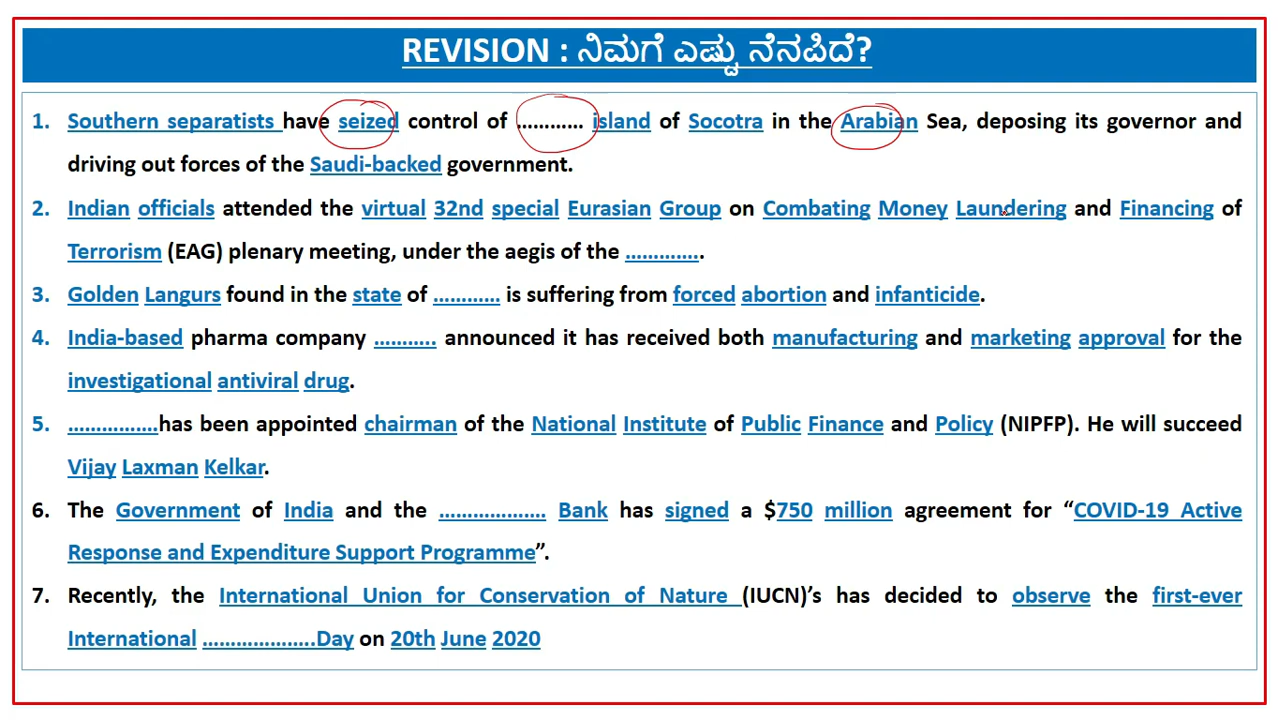 REVISION : ನಿಮಗೆ ಎಷ್ಟು ನೆನಪಿದೆ?
1. Southern separatists have seized control of ………… island of Socotra in the Arabian Sea, deposing its governor and
driving out forces of the Saudi-backed government.
2. Indian officials attended the virtual 32nd special Eurasian Group on Combating Money Laundering and Financing of
Terrorism (EAG) plenary meeting, under the aegis of the ………….
3. Golden Langurs found in the state of ………… is suffering from forced abortion and infanticide.
4. India-based pharma company ……….. announced it has received both manufacturing and marketing approval for the
investigational antiviral drug.
5. …………….has been appointed chairman of the National Institute of Public Finance and Policy (NIPFP). He will succeed
Vijay Laxman Kelkar.
6. The Government of India and the ………………. Bank has signed a $750 million agreement for “COVID-19 Active
Response and Expenditure Support Programme”.
7. Recently, the International Union for Conservation of Nature (IUCN)’s has decided to observe the first-ever
International ………………..Day on 20th June 2020